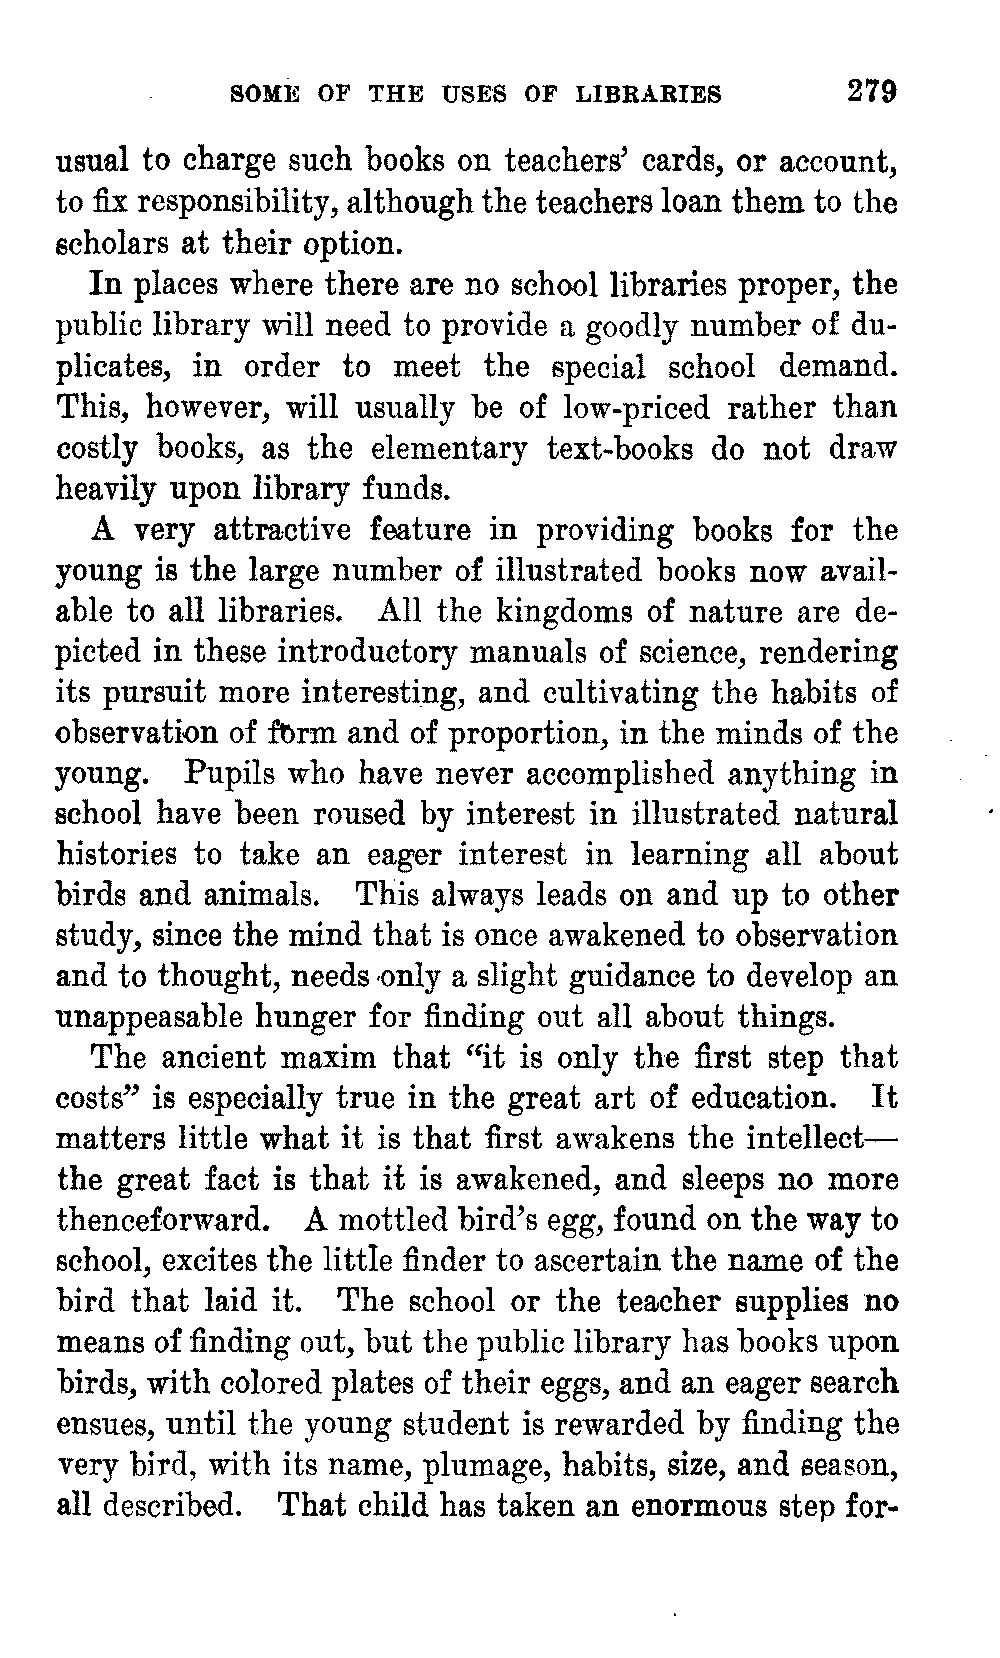 SOME OF THE USES OF LIBRARIES 279
usual to charge such books on teachers' cards, or account,
to fix responsibility, although the teachers loan them to the
scholars at their option.
In places where there are no school libraries proper, the
public library will need to provide a goodly number of du-
plicates, in order to meet the special school demand.
This, however, will usually be of low-priced rather than
costly books, as the elementary text-books do not draw
heavily upon library funds.
A very attractive feature in providing books for the
young is the large number of illustrated books now avail-
able to all libraries. All the kingdoms of nature are de-
picted in these introductory manuals of science, rendering
its pursuit more interesting, and cultivating the habits of
observation of form and of proportion, in the minds of the
young. Pupils who have never accomplished anything in
school have been roused by interest in illustrated natural
histories to take an eager interest in learning all about
birds and animals. This always leads on and up to other
study, since the mind that is once awakened to observation
and to thought, needs only a slight guidance to develop an
unappeasable hunger for finding out all about things.
The ancient maxim that "it is only the first step that
costs" is especially true in the great art of education. It
matters little what it is that first awakens the intellect—
the great fact is that it is awakened, and sleeps no more
thenceforward. A mottled bird's egg, found on the way to
school, excites the little finder to ascertain the name of the
bird that laid it. The school or the teacher supplies no
means of finding out, but the public library has books upon
birds, with colored plates of their eggs, and an eager search
ensues, until the young student is rewarded by finding the
very bird, with its name, plumage, habits, size, and season,
all described. That child has taken an enormous step for-